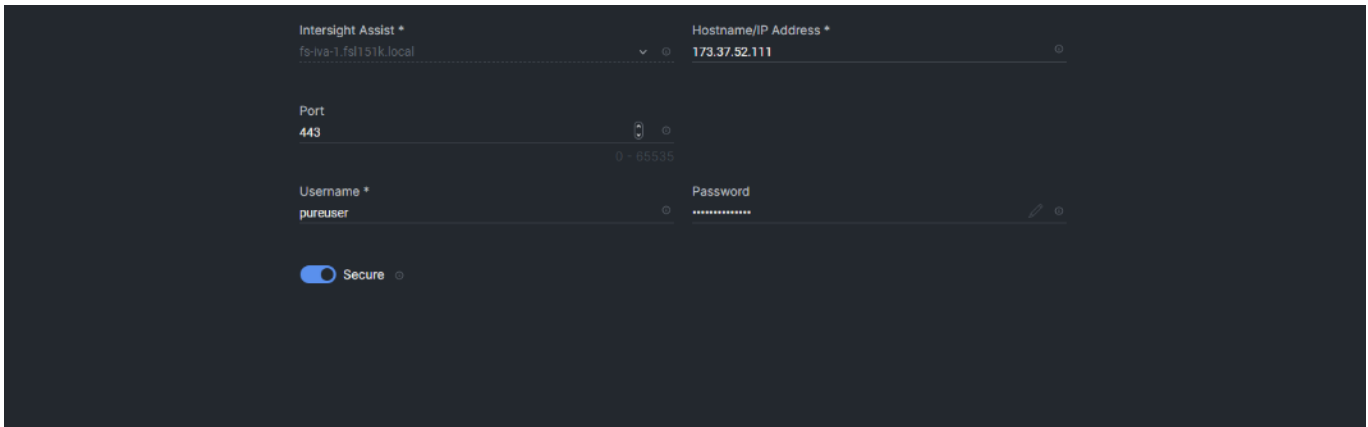 Intersight Assist *
fs-iva-1.fsl151k.local
Hostname/IP Address *
173.37.52.111
Port
443
0 - 65535
Username *
pureuser
Password
••••••••••••••
Secure